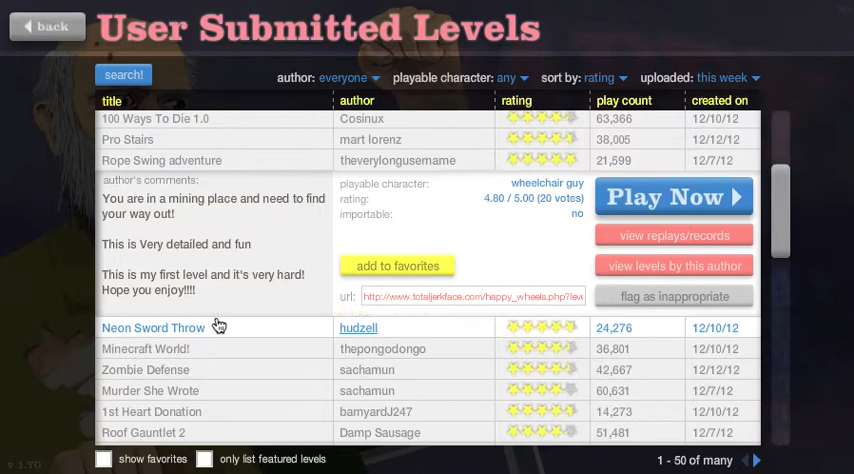 back
User Submitted Levels
search!
author: everyone playable character: any sort by: rating uploaded: this week
title author rating play count created on
100 Ways To Die 1.0 Cosinux 63,366 12/10/12
Pro Stairs mart lorenz 38,005 12/12/12
Rope Swing adventure theverylongusername 21,599 12/7/12
author's comments:
You are in a mining place and need to find
your way out!
This is Very detailed and fun
This is my first level and it's very hard!
Hope you enjoy!!!!
playable character: wheelchair guy
rating: 4.80 / 5.00 (20 votes)
importable: no
add to favorites
url: http://www.totaljerkface.com/happy_wheels.php?lev
Play Now
view replays/records
view levels by this author
flag as inappropriate
Neon Sword Throw hudzell 24,276 12/10/12
Minecraft World! thepongodongo 36,801 12/10/12
Zombie Defense sachamun 42,667 12/12/12
Murder She Wrote sachamun 60,631 12/7/12
1st Heart Donation barnyardJ247 14,273 12/10/12
Roof Gauntlet 2 Damp Sausage 51,481 12/7/12
show favorites only list featured levels 1 - 50 of many
v 1.70